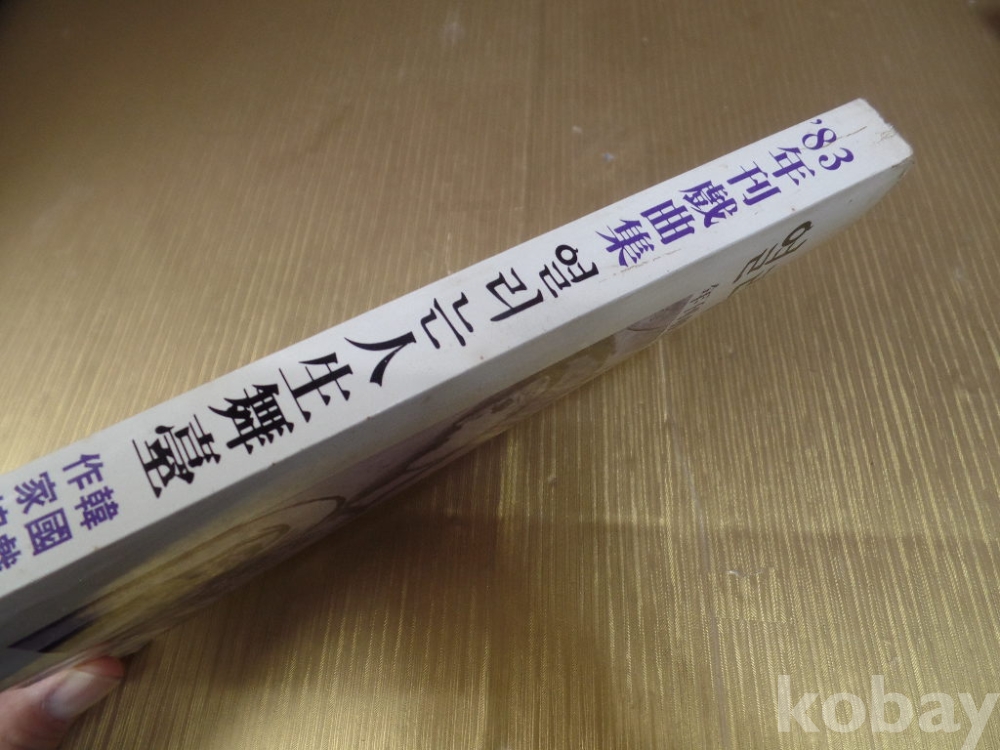 '83年刊戲曲集
열리는人生舞臺
韓國
作家
열
kobay